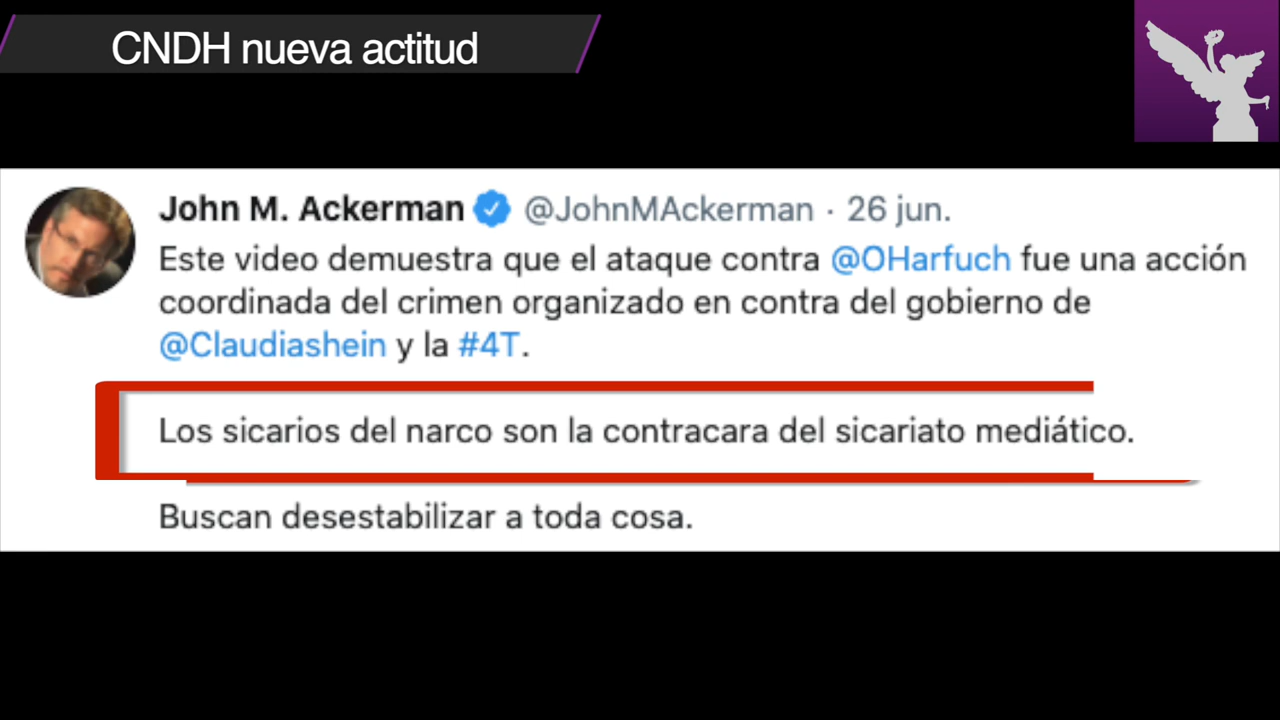 CNDH nueva actitud
John M. Ackerman @JohnMAckerman · 26 jun.
Este video demuestra que el ataque contra @OHarfuch fue una acción
coordinada del crimen organizado en contra del gobierno de
@Claudiashein y la #4T.
Los sicarios del narco son la contracara del sicariato mediático.
Buscan desestabilizar a toda cosa.